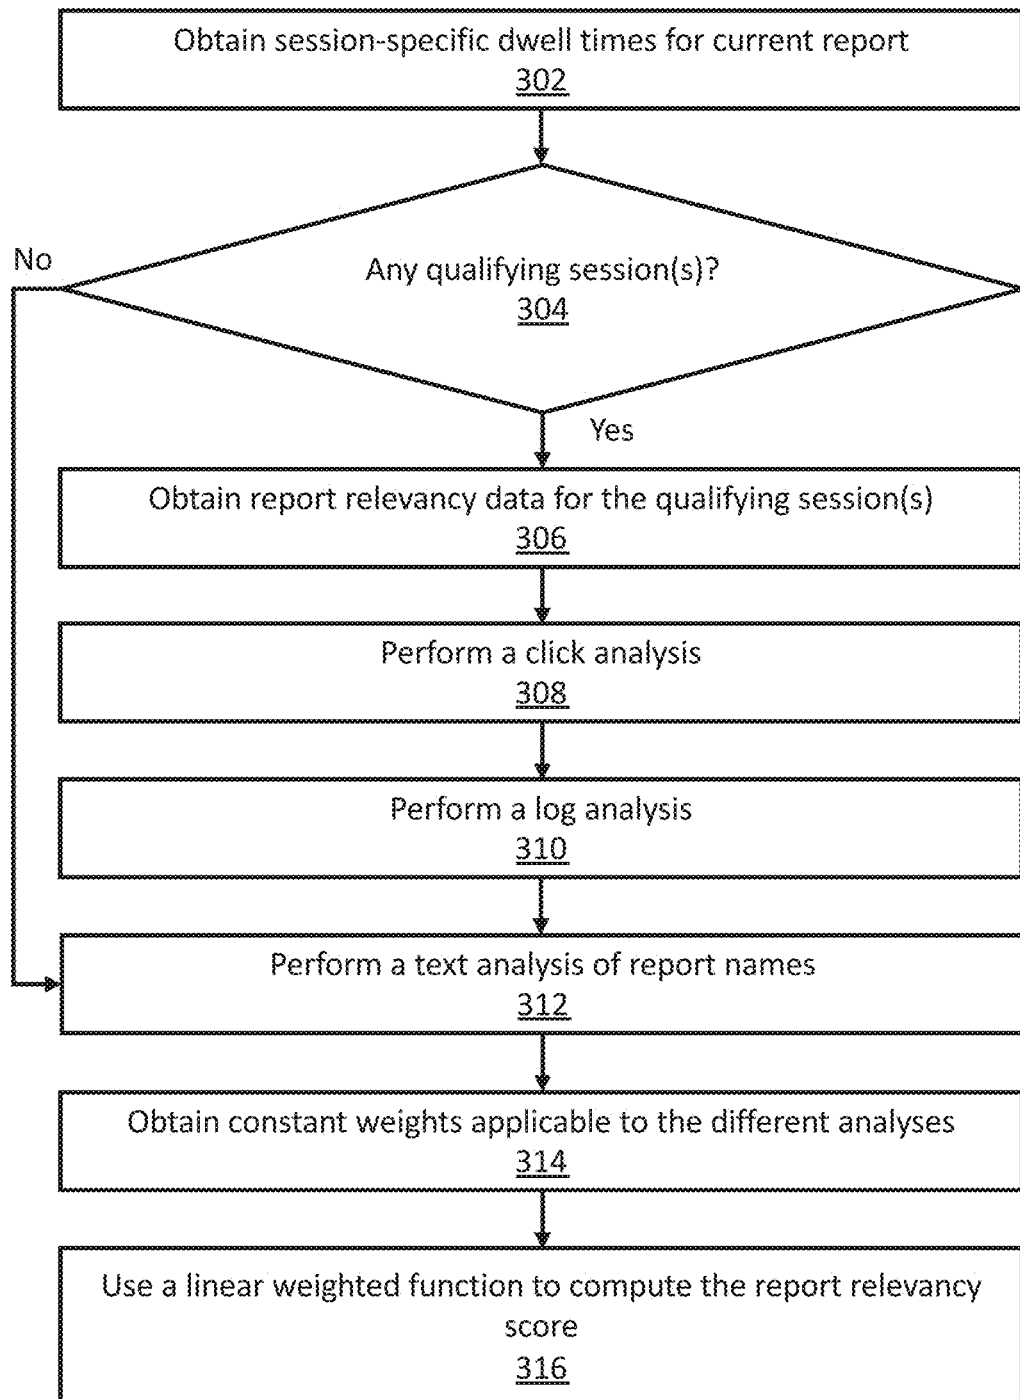 Obtain session-specific dwell times for current report
302
No
Any qualifying session(s)?
304
Yes
Obtain report relevancy data for the qualifying session(s)
306
Perform a click analysis
308
Perform a log analysis
310
Perform a text analysis of report names
312
Obtain constant weights applicable to the different analyses
314
Use a linear weighted function to compute the report relevancy
score
316